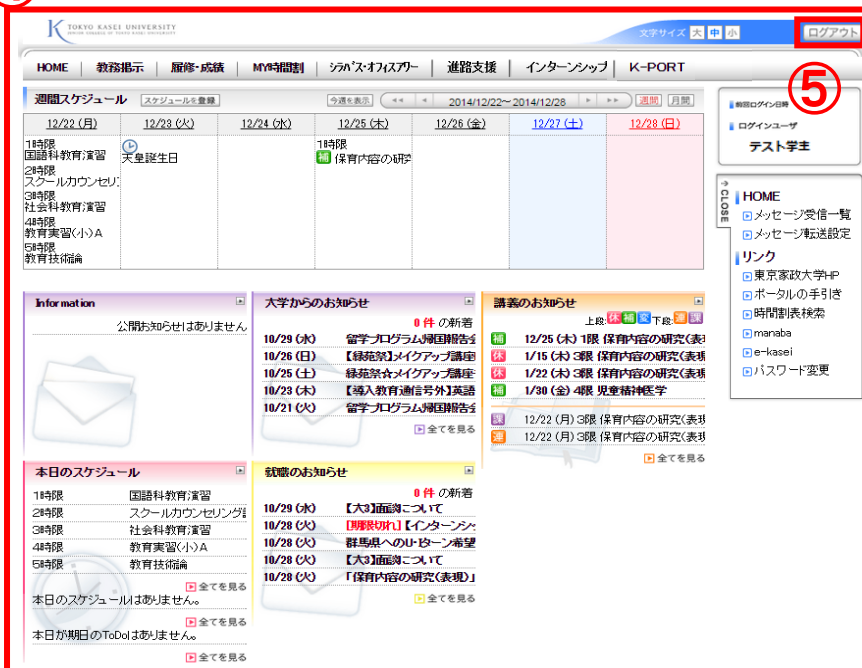 TOKYO KASEI UNIVERSITY
文字サイズ 大 中 小
ログアウト
⑤
HOME 教務掲示 履修・成績 MY時間割 シラバス・オフィスアワー 進路支援 インターンシップ K-PORT
週間スケジュール スケジュールを登録 今週を表示 2014/12/22～2014/12/28 週間 月間
12/22 (月) 12/23 (火) 12/24 (水) 12/25 (木) 12/26 (金) 12/27 (土) 12/28 (日)
1時限
国語科教育演習
2時限
スクールカウンセリ
3時限
社会科教育演習
4時限
教育実習(小)A
5時限
教育技術論
天皇誕生日
1時限
補 保育内容の研究
前回ログイン日時
ログインユーザ
テスト学主
CLOSE
HOME
メッセージ受信一覧
メッセージ転送設定
リンク
東京家政大学HP
ポータルの手引き
時間割表検索
manaba
e-kasei
パスワード変更
Information
公開お知らせはありません
大学からのお知らせ
0 件 の新着
10/29 (水) 留学プログラム帰国報告会
10/26 (日) 【緑苑祭】メイクアップ講座
10/25 (土) 緑苑祭☆メイクアップ講座
10/23 (木) 【導入教育通信号外】英語
10/21 (火) 留学プログラム帰国報告会
全てを見る
講義のお知らせ
上段:休 補 変 下段:連 課
補 12/25 (木) 1限 保育内容の研究(表現
休 1/15 (木) 3限 保育内容の研究(表現
休 1/22 (木) 3限 保育内容の研究(表現
補 1/30 (金) 4限 児童精神医学
課 12/22 (月) 3限 保育内容の研究(表現
連 12/22 (月) 3限 保育内容の研究(表現
全てを見る
本日のスケジュール
1時限 国語科教育演習
2時限 スクールカウンセリング
3時限 社会科教育演習
4時限 教育実習(小)A
5時限 教育技術論
全てを見る
本日のスケジュールはありません。
全てを見る
本日が期日のToDoはありません。
全てを見る
就職のお知らせ
0 件 の新着
10/29 (水) 【大3】面談について
10/28 (火) [期限切れ]【インターンシッ
10/28 (火) 群馬県へのU・Iターン希望
10/28 (火) 【大3】面談について
10/28 (火) 「保育内容の研究(表現)」
全てを見る